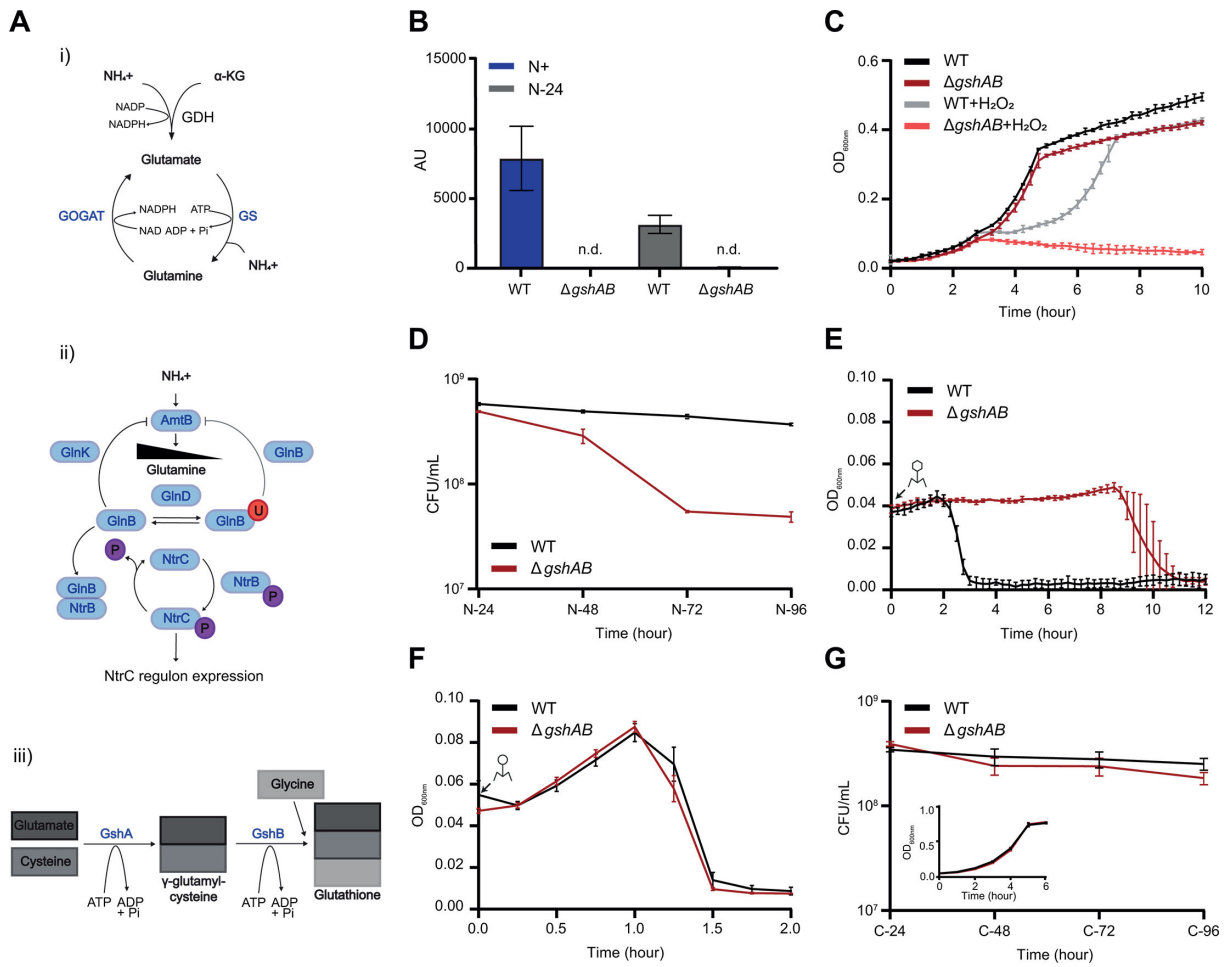 A
i)
NH₄+
α-KG
NADP
NADPH
GDH
Glutamate
GOGAT
NADPH
ATP
GS
NAD
ADP + Pi
NH₄+
Glutamine
ii)
NH₄+
AmtB
GlnK
GlnB
Glutamine
GlnD
U
GlnB
GlnB
P
NtrC
GlnB
NtrB
NtrB
P
NtrC
P
NtrC regulon expression
iii)
Glutamate
Cysteine
GshA
ATP
ADP
+ Pi
γ-glutamyl-
cysteine
Glycine
GshB
ATP
ADP
+ Pi
Glutathione
B
N+
N-24
15000
10000
5000
0
AU
n.d.
n.d.
WT
ΔgshAB
WT
ΔgshAB
C
WT
ΔgshAB
WT+H₂O₂
ΔgshAB+H₂O₂
0.6
0.4
0.2
0.0
OD600nm
0
2
4
6
8
10
Time (hour)
D
10⁹
10⁸
10⁷
CFU/mL
WT
ΔgshAB
N-24
N-48
N-72
N-96
Time (hour)
E
WT
ΔgshAB
0.10
0.08
0.06
0.04
0.02
0.00
OD600nm
0
2
4
6
8
10
12
Time (hour)
F
WT
ΔgshAB
0.10
0.08
0.06
0.04
0.02
0.00
OD600nm
0.0
0.5
1.0
1.5
2.0
Time (hour)
G
WT
ΔgshAB
10⁹
10⁸
10⁷
CFU/mL
1.0
0.5
0.0
OD600nm
0
2
4
6
Time (hour)
C-24
C-48
C-72
C-96
Time (hour)